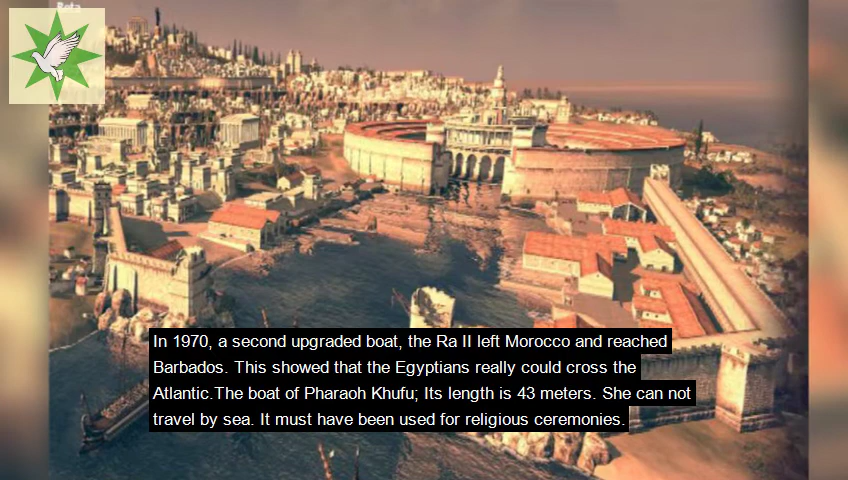 Beta
In 1970, a second upgraded boat, the Ra II left Morocco and reached
Barbados. This showed that the Egyptians really could cross the
Atlantic.The boat of Pharaoh Khufu; Its length is 43 meters. She can not
travel by sea. It must have been used for religious ceremonies.